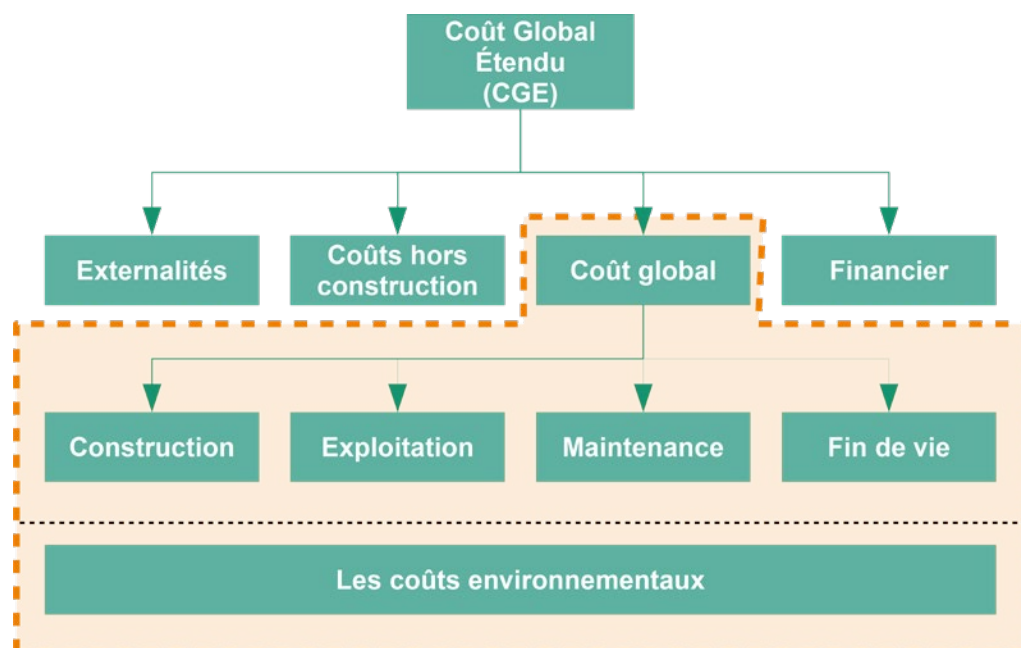 Coût Global
Étendu
(CGE)
Externalités
Coûts hors
construction
Coût global
Financier
Construction
Exploitation
Maintenance
Fin de vie
Les coûts environnementaux